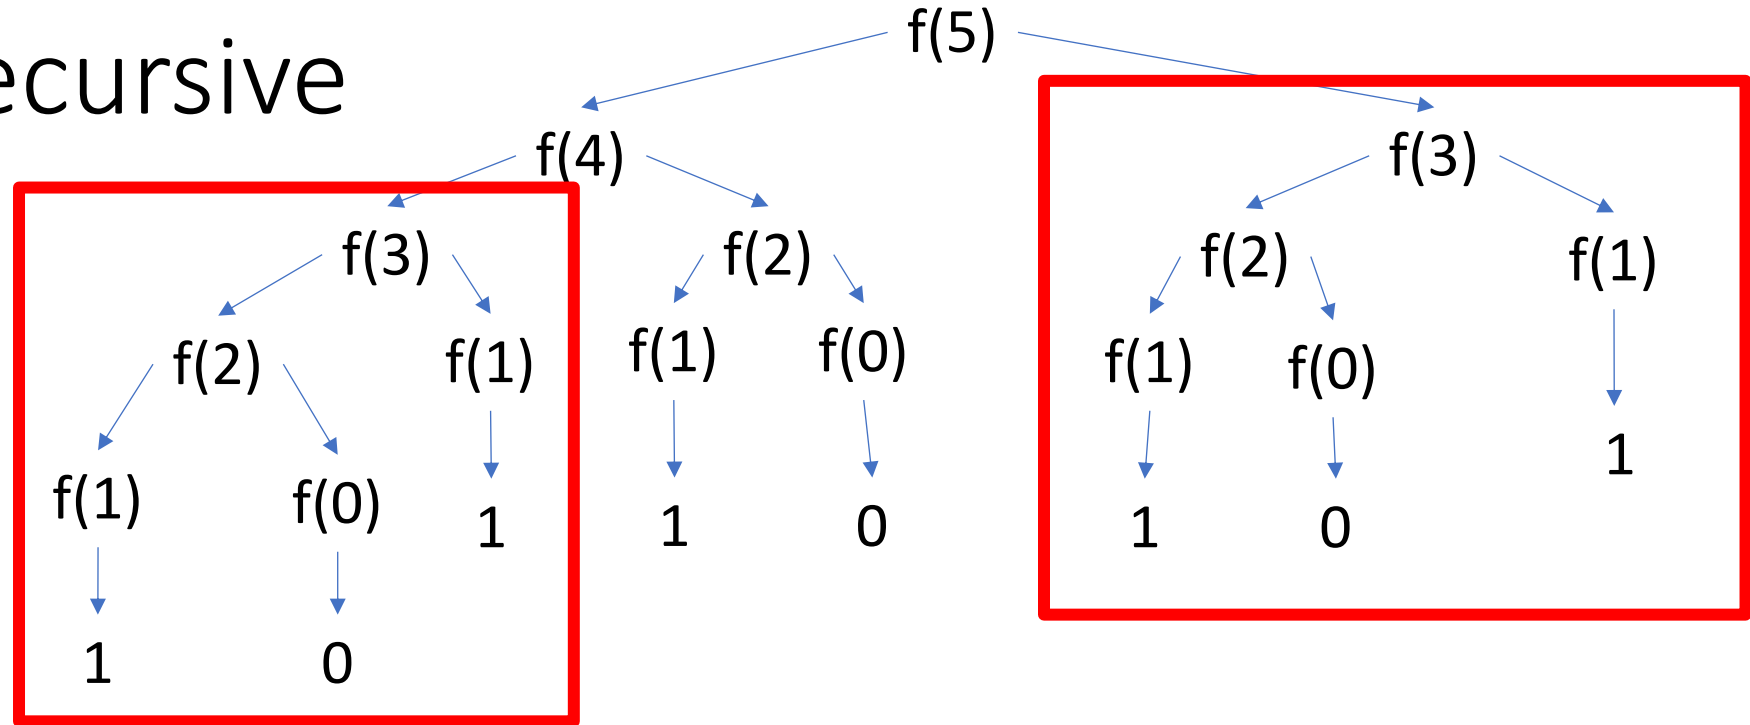 f(5)
ecursive
f(4) f(3)
f(3) f(2) f(2) f(1)
f(2) f(1) f(1) f(0) f(1) f(0)
1
f(1) f(0) 1 1 0 1 0
1 0